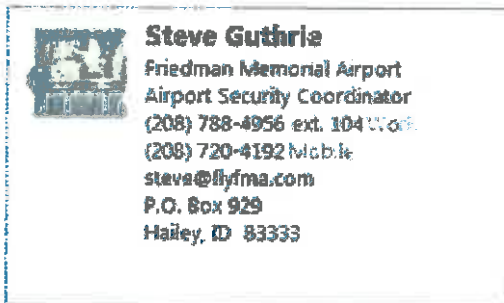 Steve Guthrie
Friedman Memorial Airport
Airport Security Coordinator
(208) 788-4956 ext. 104 Work
(208) 720-4192 Mobile
steve@flyfma.com
P.O. Box 929
Hailey, ID 83333